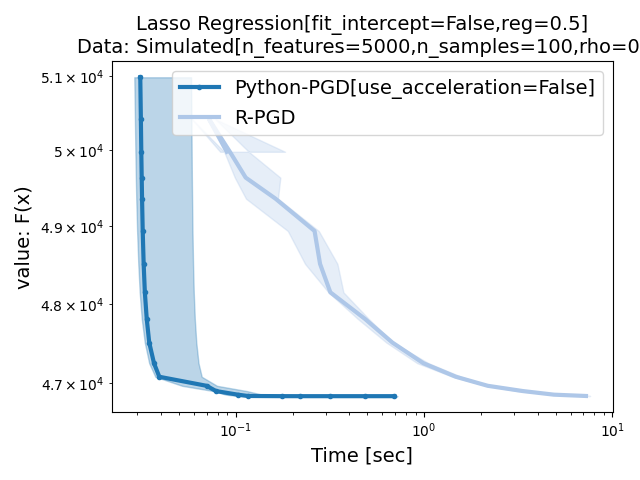 Lasso Regression[fit_intercept=False,reg=0.5]
Data: Simulated[n_features=5000,n_samples=100,rho=0
Python-PGD[use_acceleration=False]
R-PGD
value: F(x)
5.1 × 10⁴
5 × 10⁴
4.9 × 10⁴
4.8 × 10⁴
4.7 × 10⁴
10⁻¹ 10⁰ 10¹
Time [sec]